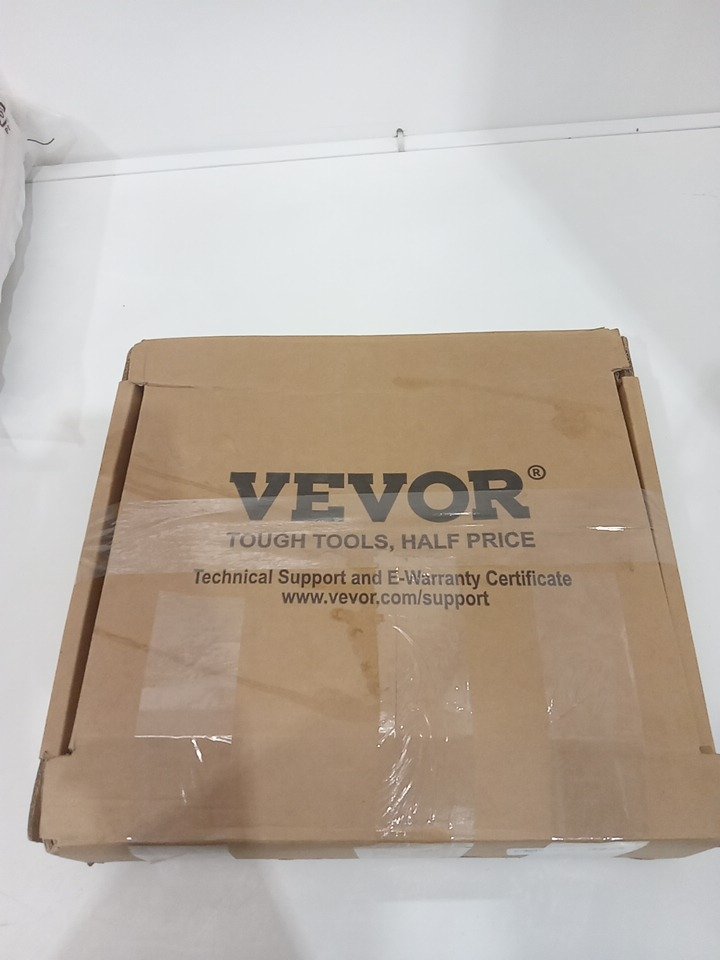 VEVOR®
TOUGH TOOLS, HALF PRICE
Technical Support and E-Warranty Certificate
www.vevor.com/support